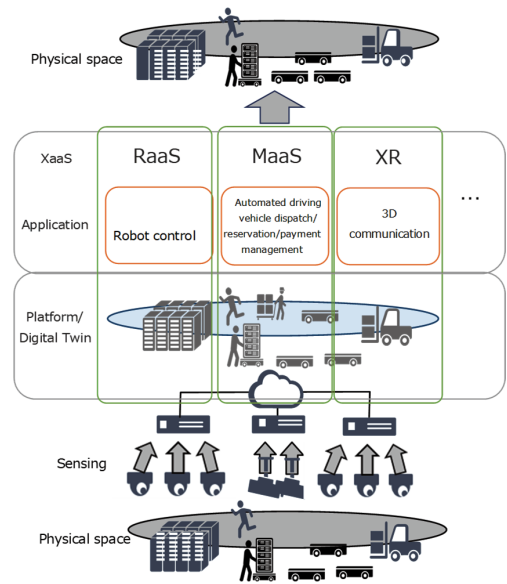 Physical space
XaaS
RaaS
MaaS
XR
...
Application
Robot control
Automated driving
vehicle dispatch/
reservation/payment
management
3D
communication
Platform/
Digital Twin
Sensing
Physical space